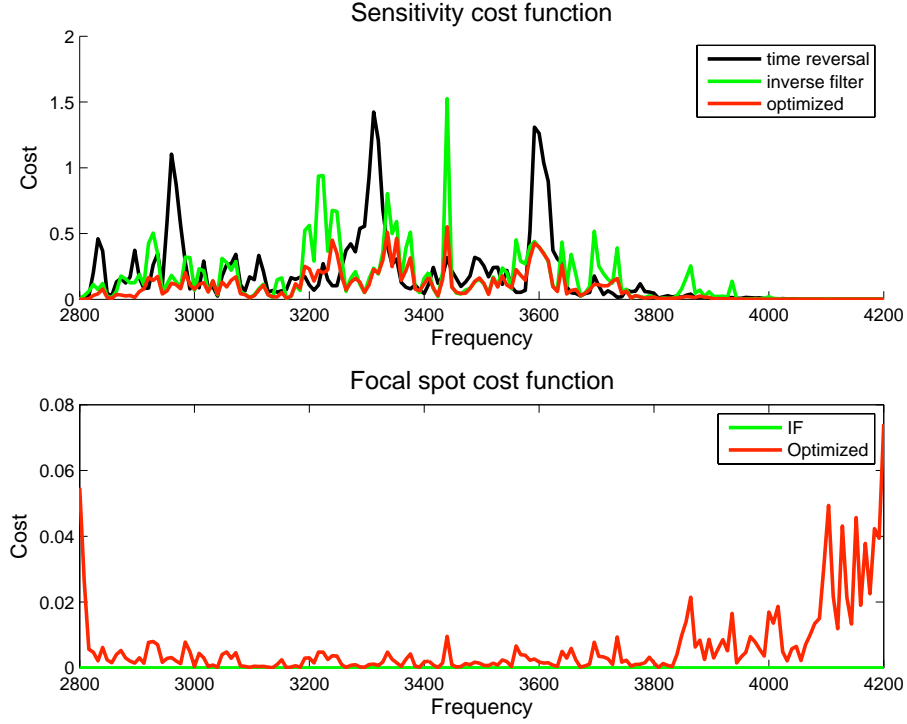 Sensitivity cost function
2
1.5
1
0.5
0
Cost
time reversal
inverse filter
optimized
2800 3000 3200 3400 3600 3800 4000 4200
Frequency
Focal spot cost function
0.08
0.06
0.04
0.02
0
Cost
IF
Optimized
2800 3000 3200 3400 3600 3800 4000 4200
Frequency